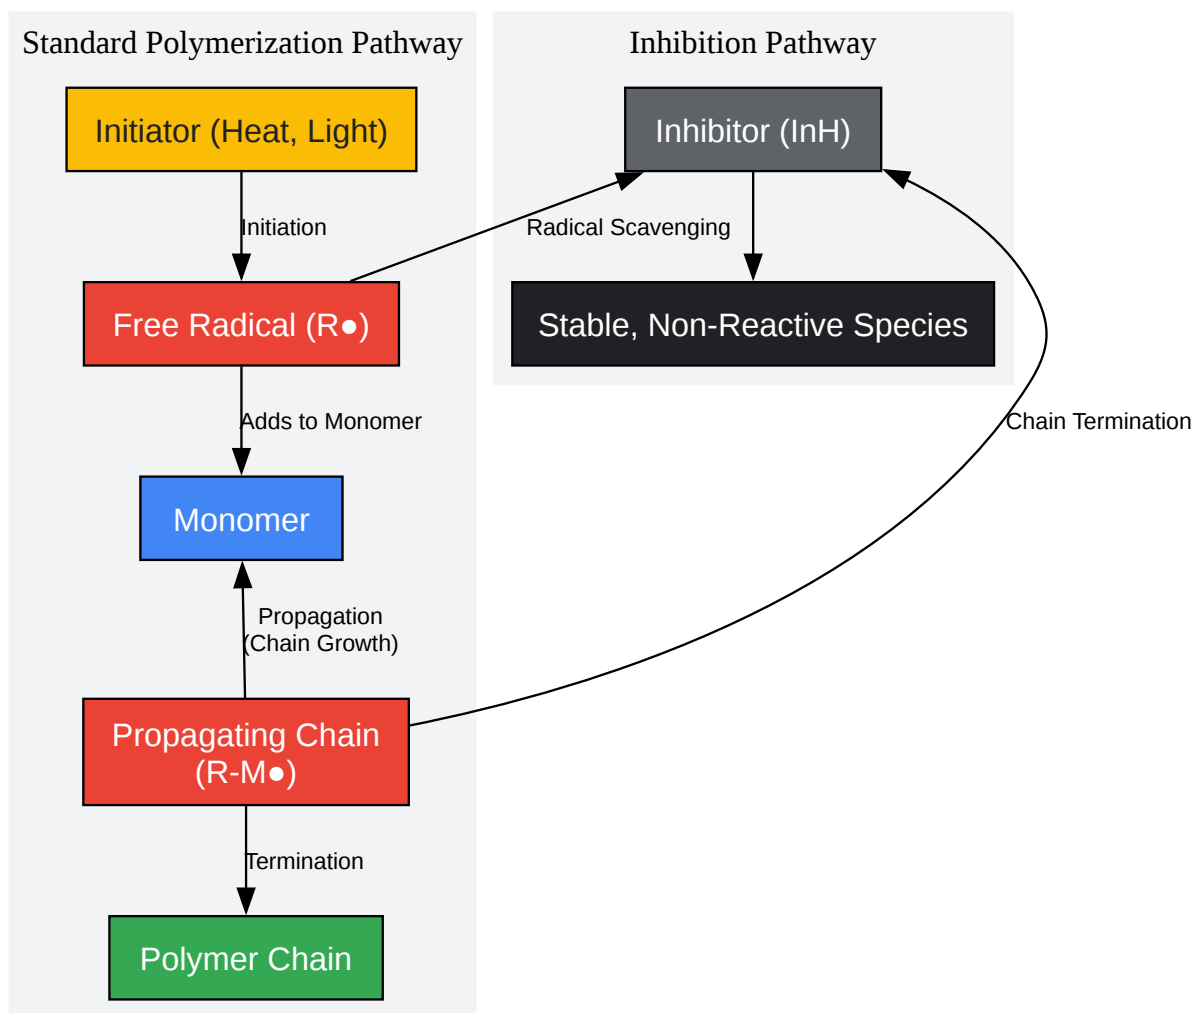 Standard Polymerization Pathway
Initiator (Heat, Light)
Initiation
Free Radical (R●)
Adds to Monomer
Monomer
Propagation
(Chain Growth)
Propagating Chain
(R-M●)
Termination
Polymer Chain
Inhibition Pathway
Inhibitor (InH)
Radical Scavenging
Stable, Non-Reactive Species
Chain Termination